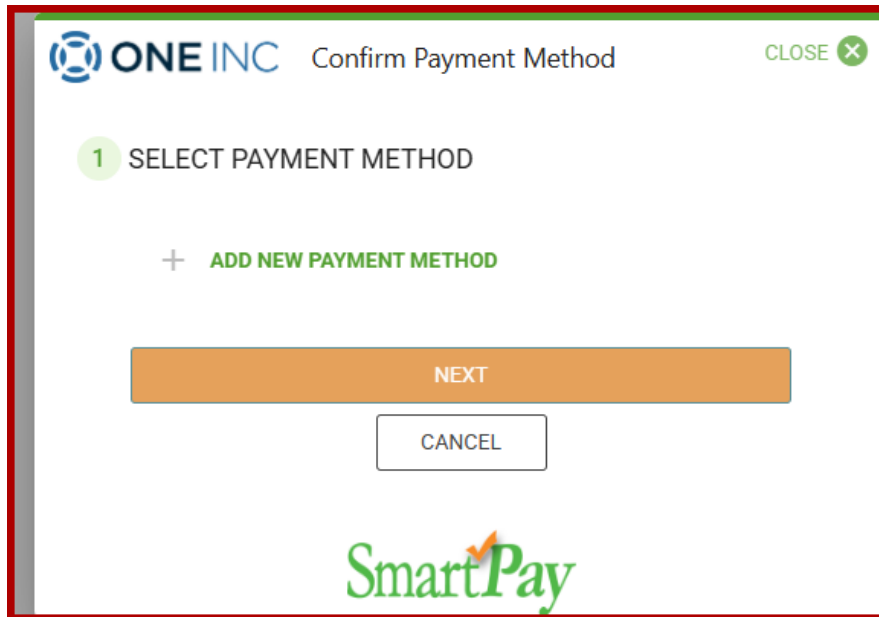 ONE INC Confirm Payment Method CLOSE
1 SELECT PAYMENT METHOD
ADD NEW PAYMENT METHOD
NEXT
CANCEL
SmartPay